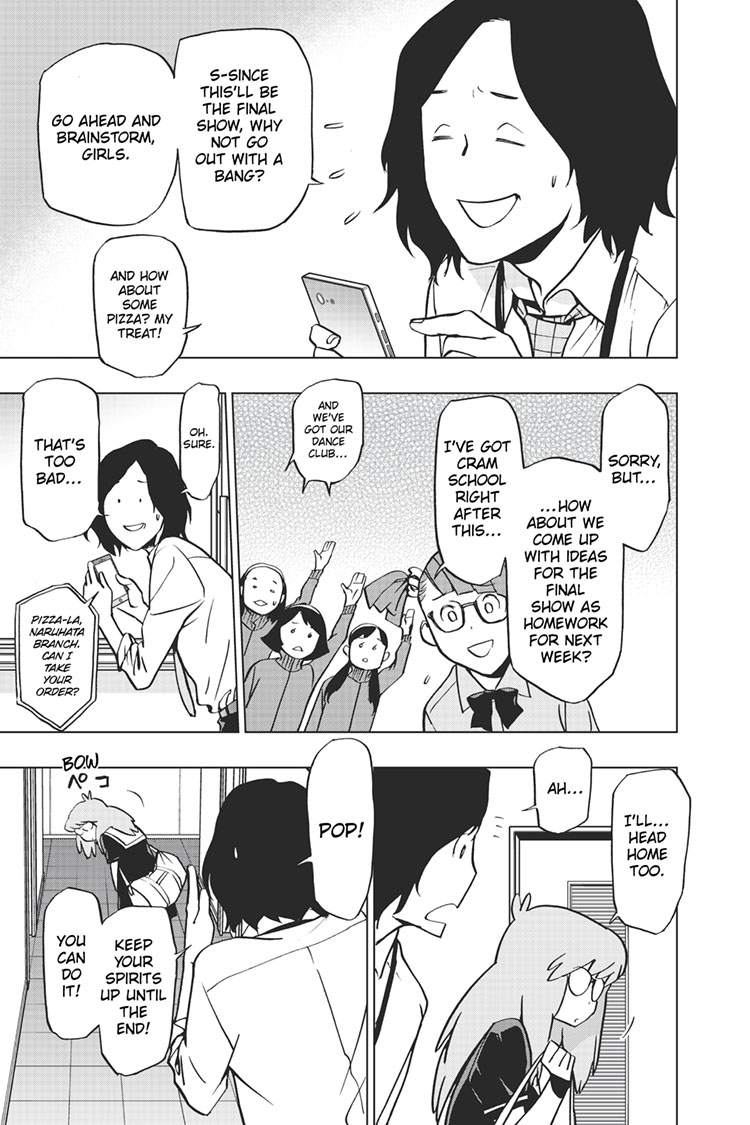 S-SINCE
THIS'LL BE
THE FINAL
SHOW, WHY
NOT GO
OUT WITH A
BANG?
GO AHEAD AND
BRAINSTORM,
GIRLS.
AND HOW
ABOUT
SOME
PIZZA? MY
TREAT!
SORRY,
BUT...
...HOW
ABOUT WE
COME UP
WITH IDEAS
FOR THE
FINAL
SHOW AS
HOMEWORK
FOR NEXT
WEEK?
I'VE GOT
CRAM
SCHOOL
RIGHT
AFTER
THIS...
AND
WE'VE
GOT OUR
DANCE
CLUB...
OH.
SURE.
THAT'S
TOO
BAD...
PIZZA-LA,
NARUHATA
BRANCH.
CAN I
TAKE
YOUR
ORDER?
I'LL...
HEAD
HOME
TOO.
AH...
POP!
BOW
ペコ
KEEP
YOUR
SPIRITS
UP UNTIL
THE
END!
YOU
CAN
DO
IT!